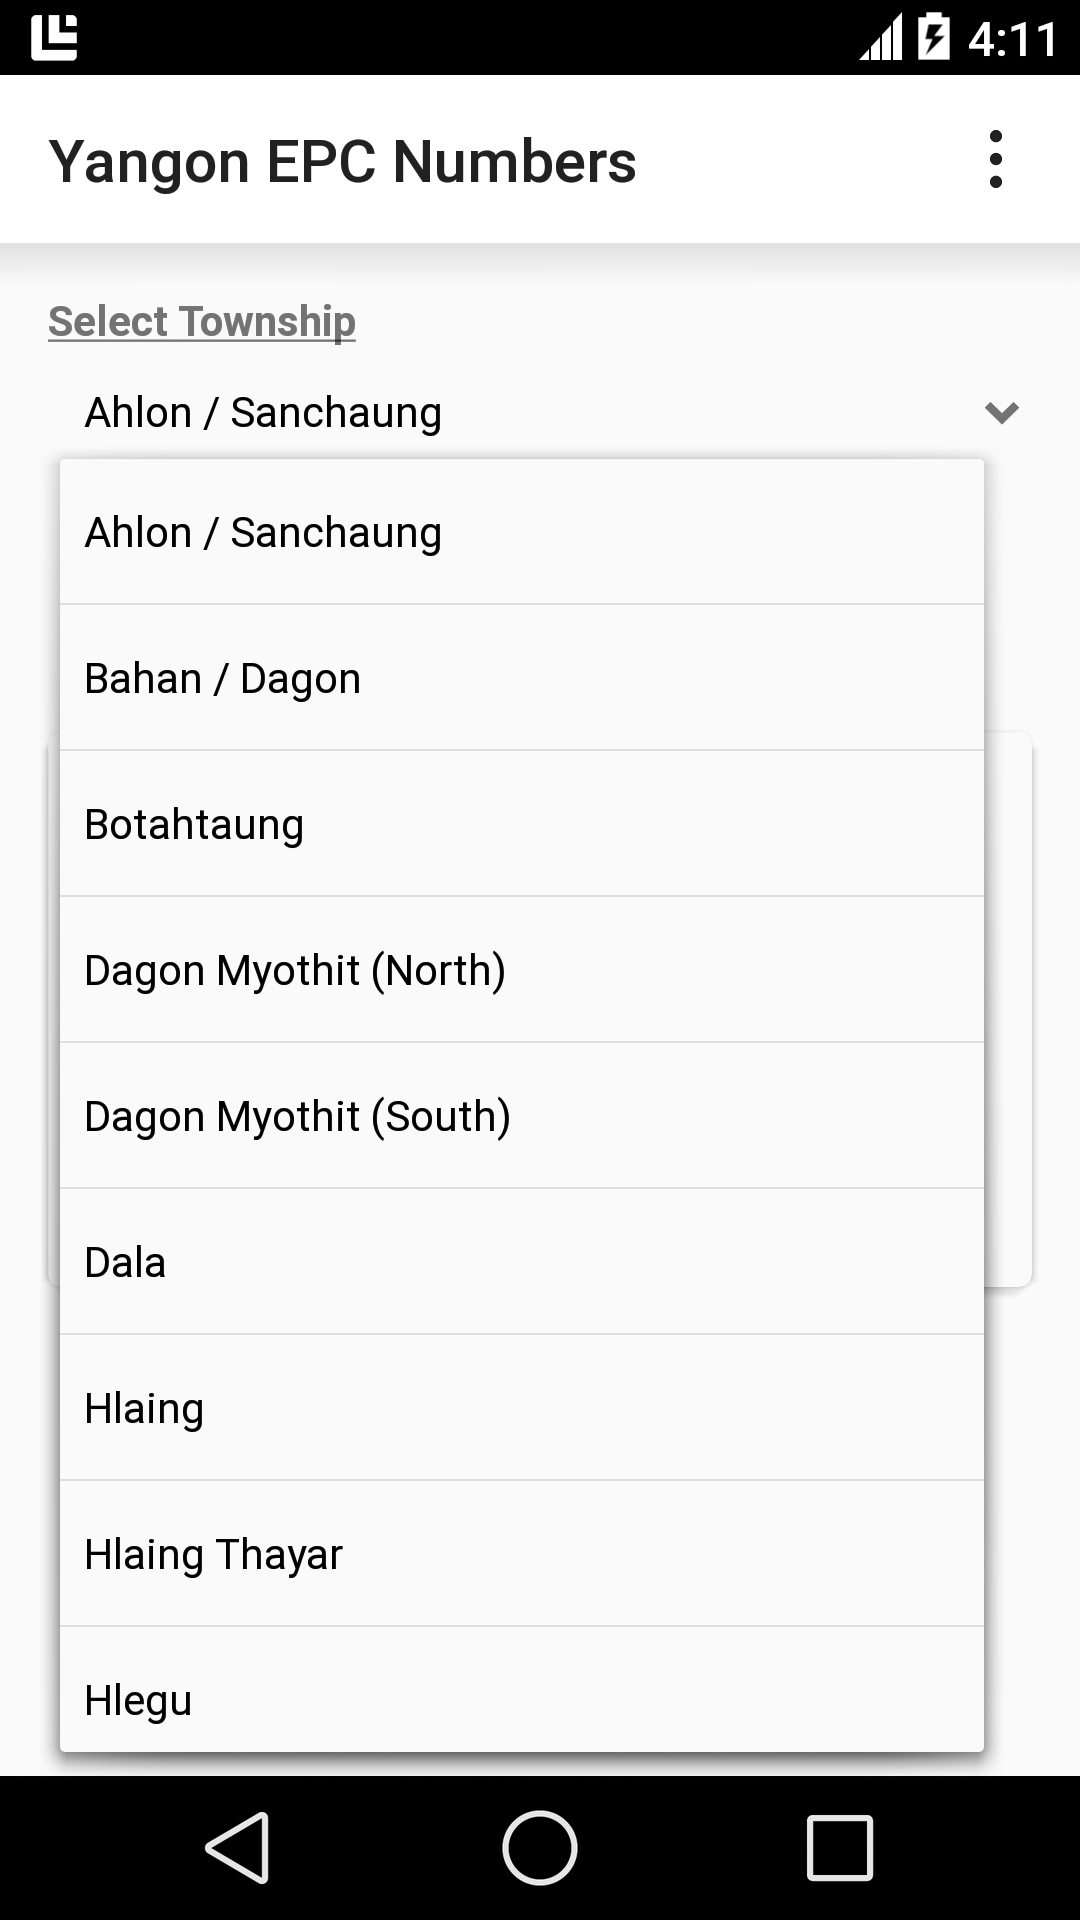 4:11
Yangon EPC Numbers
Select Township
Ahlon / Sanchaung
Ahlon / Sanchaung
Bahan / Dagon
Botahtaung
Dagon Myothit (North)
Dagon Myothit (South)
Dala
Hlaing
Hlaing Thayar
Hlegu